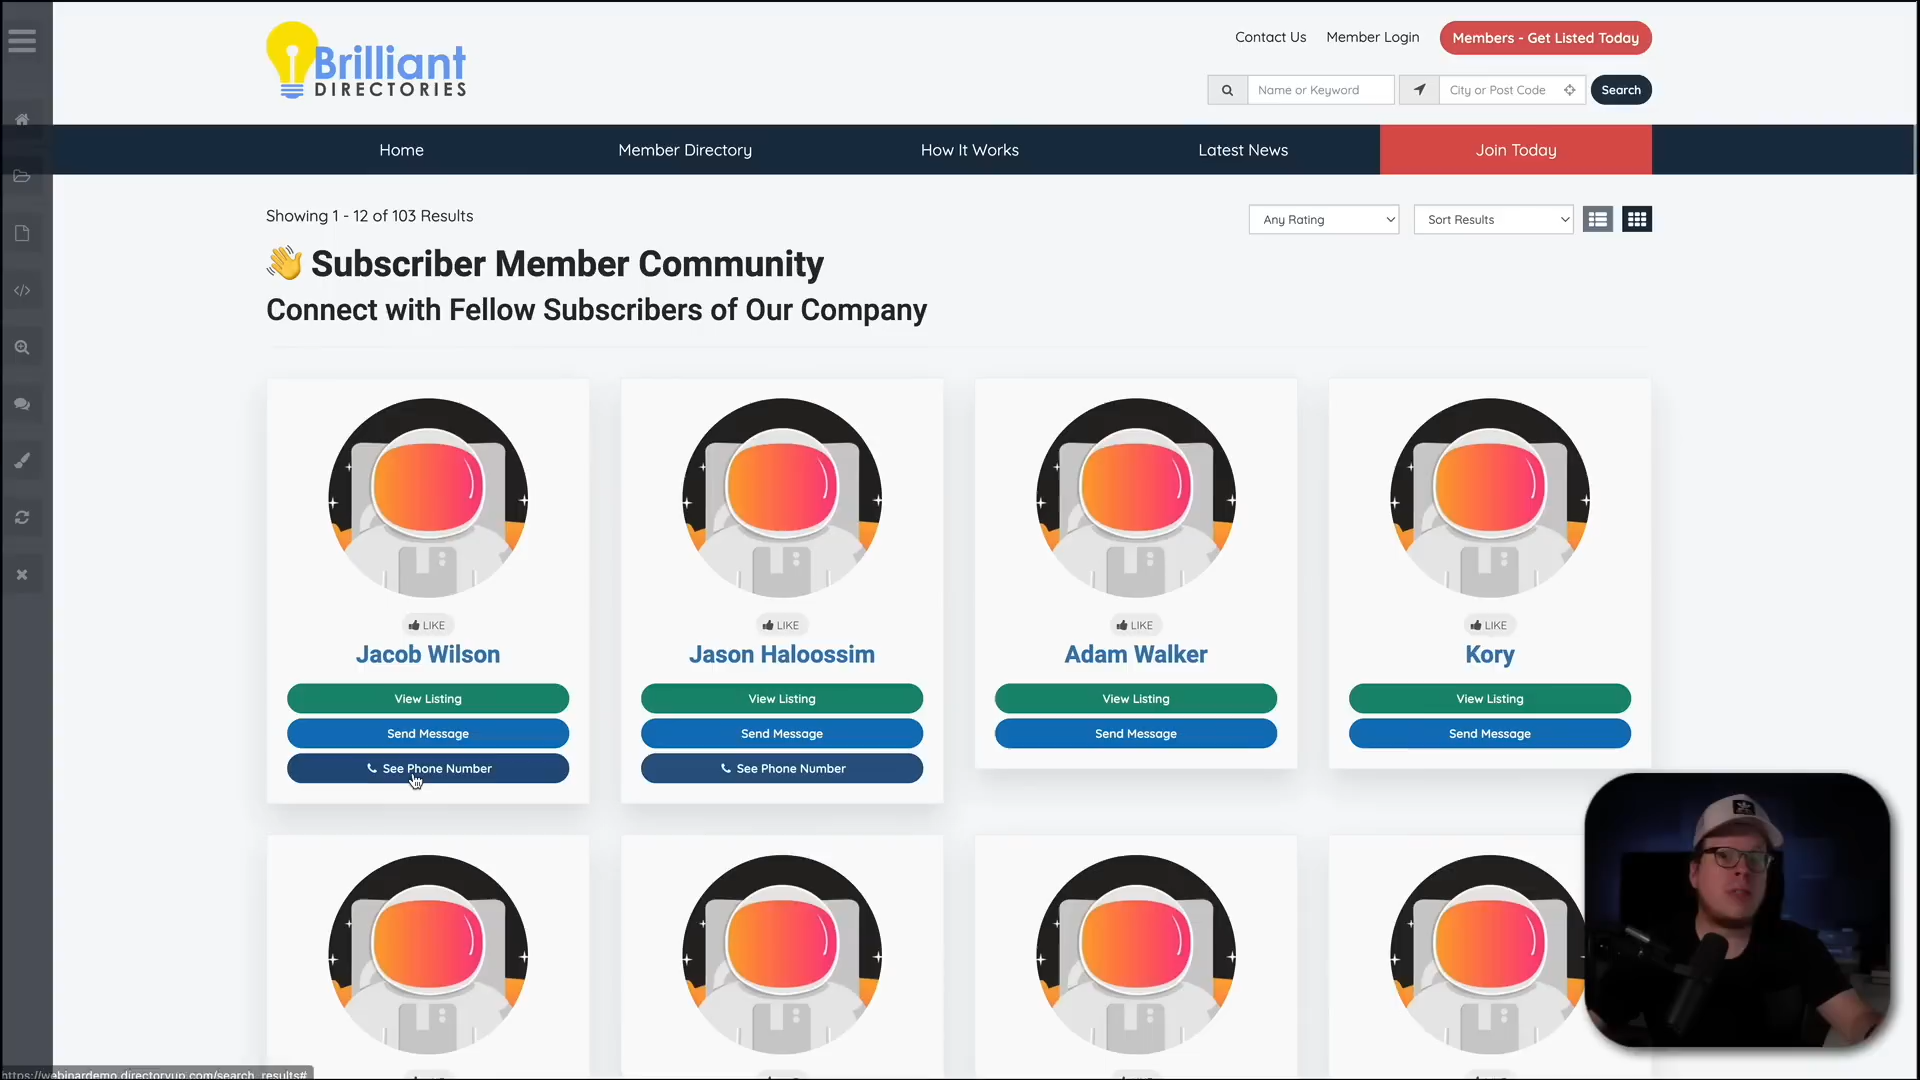 Brilliant
DIRECTORIES
Contact Us
Member Login
Members - Get Listed Today
Name or Keyword
City or Post Code
Search
Home
Member Directory
How It Works
Latest News
Join Today
Showing 1 - 12 of 103 Results
Any Rating
Sort Results
👋 Subscriber Member Community
Connect with Fellow Subscribers of Our Company
LIKE
Jacob Wilson
View Listing
Send Message
See Phone Number
LIKE
Jason Haloossim
View Listing
Send Message
See Phone Number
LIKE
Adam Walker
View Listing
Send Message
LIKE
Kory
View Listing
Send Message
https://webinardemo.directoryup.com/search_results#